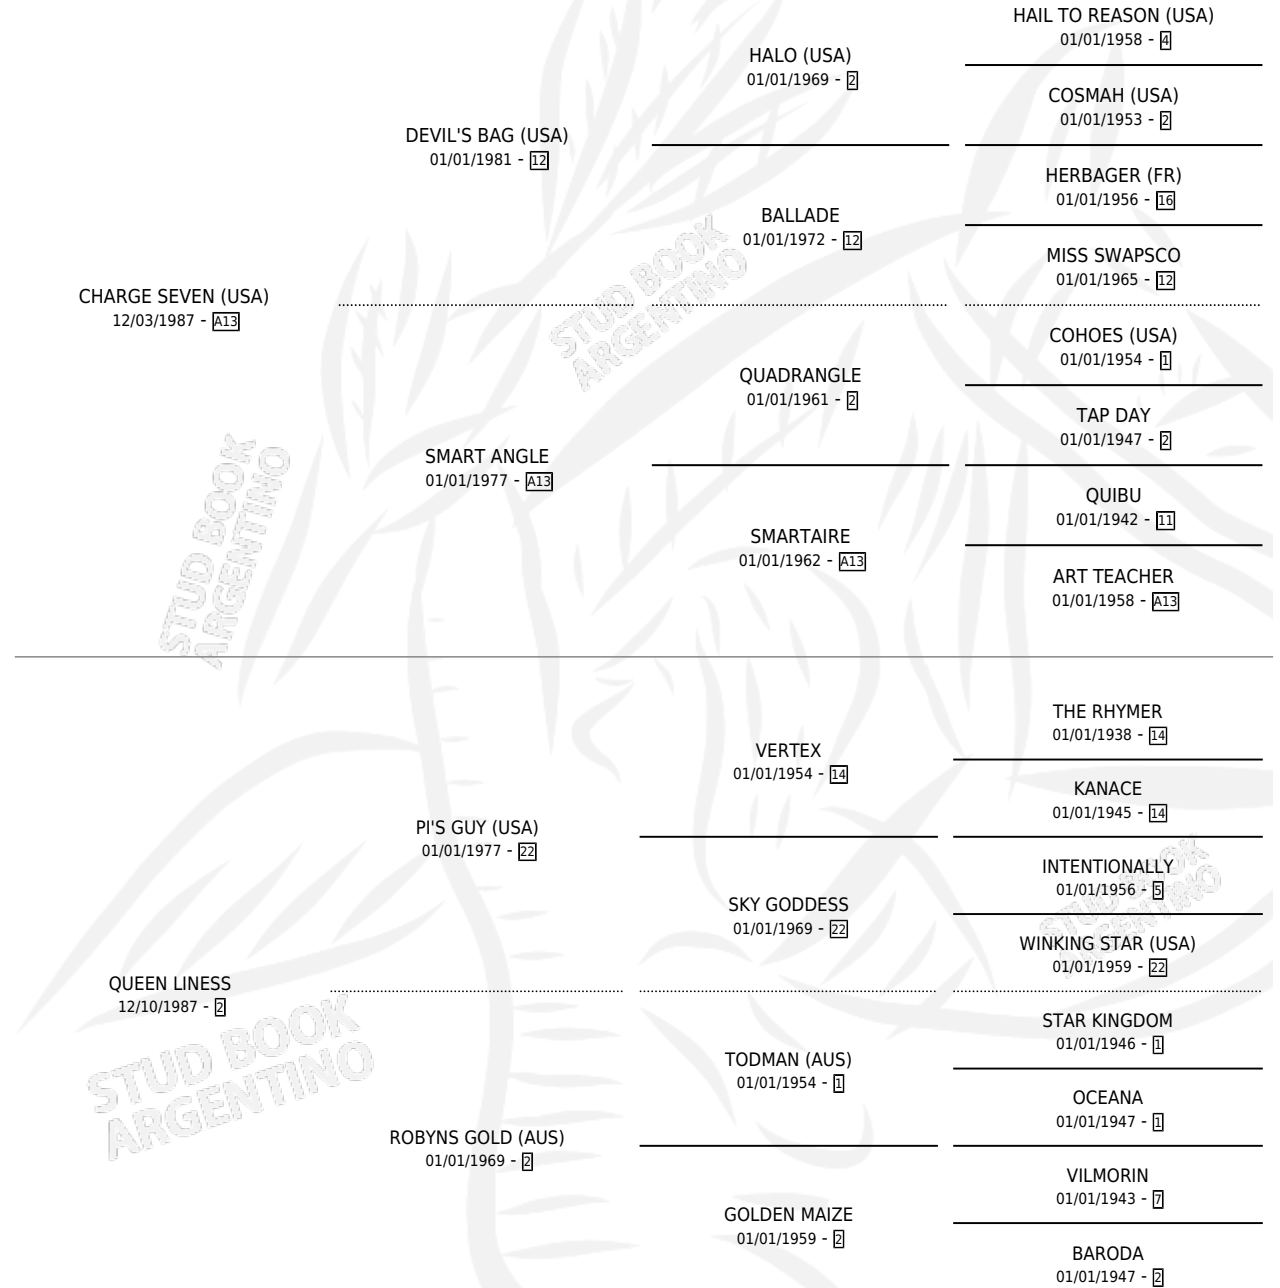 HAIL TO REASON (USA)
01/01/1958 - 4
HALO (USA)
01/01/1969 - 2
COSMAH (USA)
01/01/1953 - 2
DEVIL'S BAG (USA)
01/01/1981 - 12
HERBAGER (FR)
01/01/1956 - 16
BALLADE
01/01/1972 - 12
MISS SWAPSCO
01/01/1965 - 12
CHARGE SEVEN (USA)
12/03/1987 - A13
COHOES (USA)
01/01/1954 - 1
QUADRANGLE
01/01/1961 - 2
TAP DAY
01/01/1947 - 2
SMART ANGLE
01/01/1977 - A13
QUIBU
01/01/1942 - 11
SMARTAIRE
01/01/1962 - A13
ART TEACHER
01/01/1958 - A13
THE RHYMER
01/01/1938 - 14
VERTEX
01/01/1954 - 14
KANACE
01/01/1945 - 14
PI'S GUY (USA)
01/01/1977 - 22
INTENTIONALLY
01/01/1956 - 5
SKY GODDESS
01/01/1969 - 22
WINKING STAR (USA)
01/01/1959 - 22
QUEEN LINESS
12/10/1987 - 2
STAR KINGDOM
01/01/1946 - 1
TODMAN (AUS)
01/01/1954 - 1
OCEANA
01/01/1947 - 1
ROBYNS GOLD (AUS)
01/01/1969 - 2
VILMORIN
01/01/1943 - 7
GOLDEN MAIZE
01/01/1959 - 2
BARODA
01/01/1947 - 2
STUD BOOK
ARGENTINO
STUD BOOK
ARGENTINO
STUD BOOK
ARGENTINO
STUD BOOK
ARGENTINO